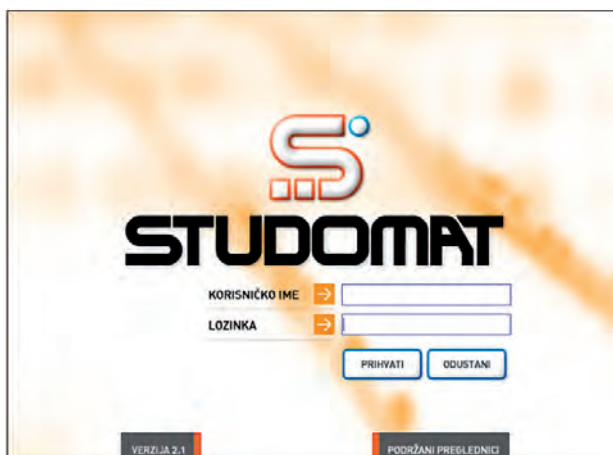 STUDOMAT
KORISNIČKO IME
LOZINKA
PRIHVATI ODUSTANI
VERZIJA 2.1 PODRŽANI PREGLEDNICI